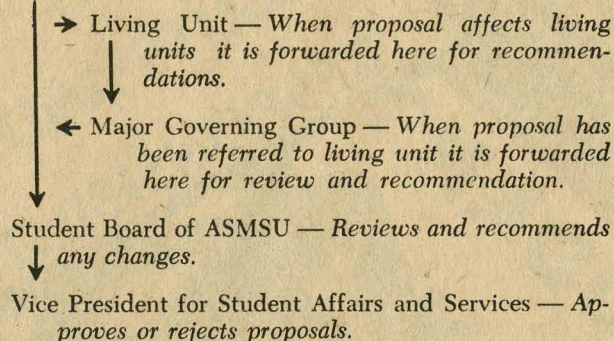 Living Unit — When proposal affects living
units it is forwarded here for recommen-
dations.
Major Governing Group — When proposal has
been referred to living unit it is forwarded
here for review and recommendation.
Student Board of ASMSU — Reviews and recommends
any changes.
Vice President for Student Affairs and Services — Ap-
proves or rejects proposals.